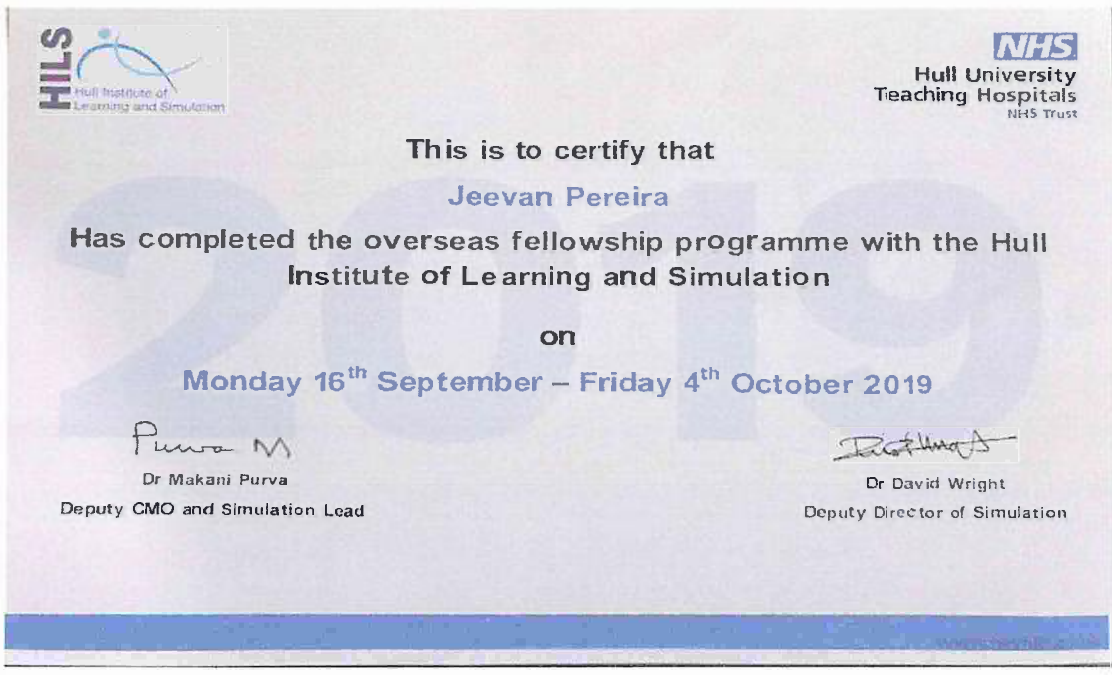 HILS
Hull Institute of
Learning and Simulation
NHS
Hull University
Teaching Hospitals
NHS Trust
This is to certify that
Jeevan Pereira
Has completed the overseas fellowship programme with the Hull
Institute of Learning and Simulation
on
Monday 16th September – Friday 4th October 2019
2019
Purva M
Dr Makani Purva
Deputy CMO and Simulation Lead
Dr David Wright
Deputy Director of Simulation